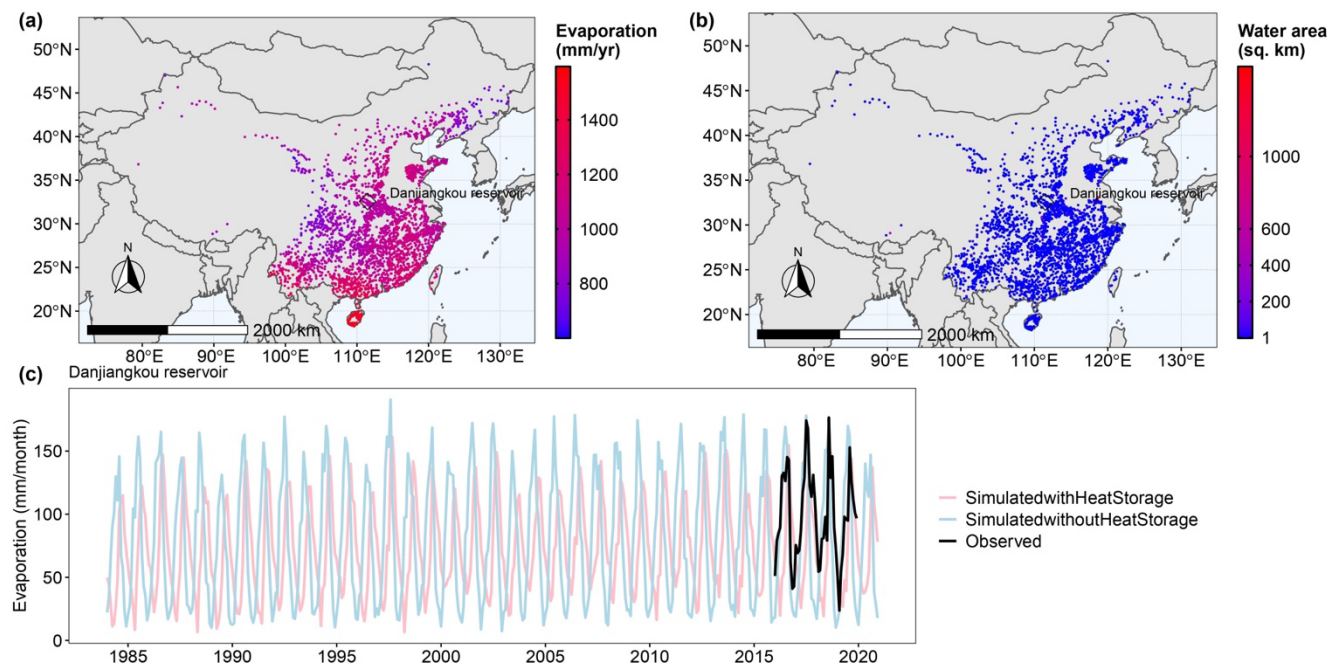 (a)
Evaporation
(mm/yr)
50°N
45°N
40°N
35°N
30°N
25°N
20°N
1400
1200
1000
800
Danjiangkou reservoir
N
2000 km
80°E 90°E 100°E 110°E 120°E 130°E
(b)
Water area
(sq. km)
50°N
45°N
40°N
35°N
30°N
25°N
20°N
1000
600
400
200
1
Danjiangkou reservoir
N
2000 km
80°E 90°E 100°E 110°E 120°E 130°E
(c)
Danjiangkou reservoir
Evaporation (mm/month)
150
100
50
0
1985 1990 1995 2000 2005 2010 2015 2020
SimulatedwithHeatStorage
SimulatedwithoutHeatStorage
Observed